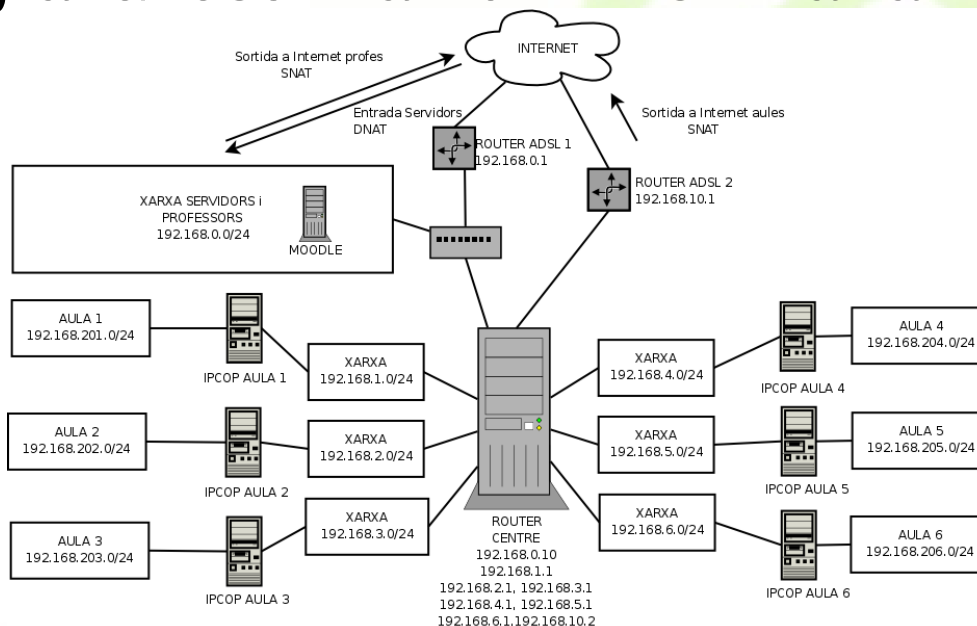 INTERNET
Sortida a Internet profes
SNAT
Entrada Servidors
DNAT
Sortida a Internet aules
SNAT
ROUTER ADSL 1
192.168.0.1
ROUTER ADSL 2
192.168.10.1
XARXA SERVIDORS i
PROFESSORS
192.168.0.0/24
MOODLE
AULA 1
192.168.201.0/24
IPCOP AULA 1
XARXA
192.168.1.0/24
AULA 2
192.168.202.0/24
IPCOP AULA 2
XARXA
192.168.2.0/24
AULA 3
192.168.203.0/24
IPCOP AULA 3
XARXA
192.168.3.0/24
ROUTER
CENTRE
192.168.0.10
192.168.1.1
192.168.2.1, 192.168.3.1
192.168.4.1, 192.168.5.1
192.168.6.1,192.168.10.2
XARXA
192.168.4.0/24
IPCOP AULA 4
AULA 4
192.168.204.0/24
XARXA
192.168.5.0/24
IPCOP AULA 5
AULA 5
192.168.205.0/24
XARXA
192.168.6.0/24
IPCOP AULA 6
AULA 6
192.168.206.0/24